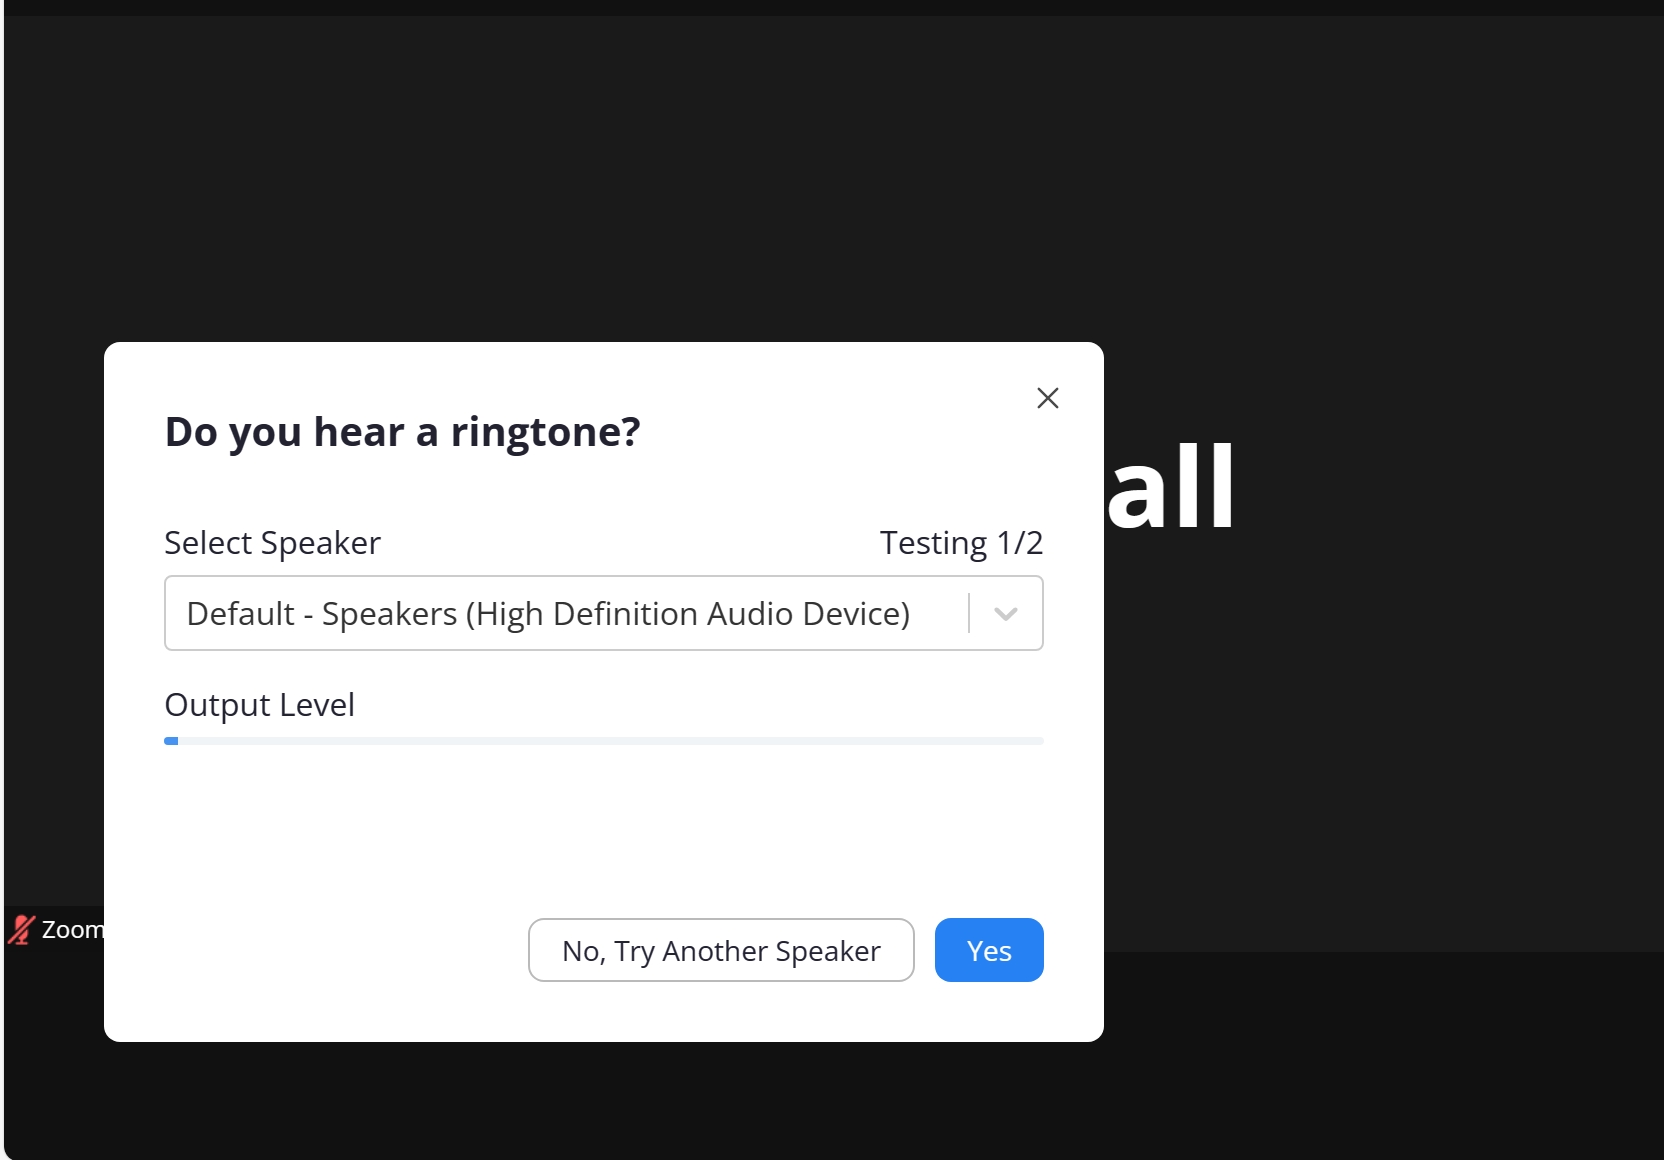 Do you hear a ringtone?
Select Speaker
Testing 1/2
Default - Speakers (High Definition Audio Device)
Output Level
No, Try Another Speaker
Yes
all
Zoom